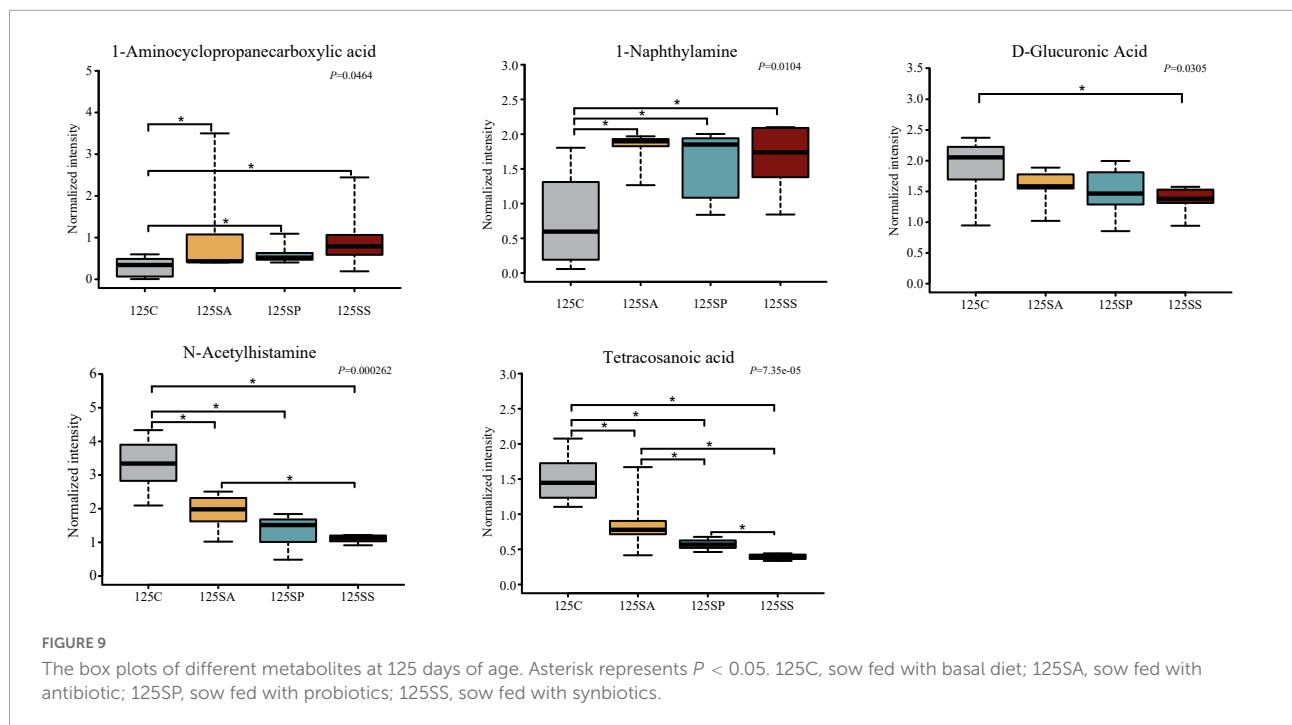 1-Aminocyclopropanecarboxylic acid
P=0.0464
Normalized intensity
5
4
3
2
1
0
*
*
*
125C 125SA 125SP 125SS
1-Naphthylamine
P=0.0104
Normalized intensity
3.0
2.5
2.0
1.5
1.0
0.5
0.0
*
*
*
125C 125SA 125SP 125SS
D-Glucuronic Acid
P=0.0305
Normalized intensity
3.5
3.0
2.5
2.0
1.5
1.0
0.5
0.0
*
125C 125SA 125SP 125SS
N-Acetylhistamine
P=0.000262
Normalized intensity
6
5
4
3
2
1
0
*
*
*
*
125C 125SA 125SP 125SS
Tetracosanoic acid
P=7.35e-05
Normalized intensity
3.0
2.5
2.0
1.5
1.0
0.5
0.0
*
*
*
*
*
*
125C 125SA 125SP 125SS
FIGURE 9
The box plots of different metabolites at 125 days of age. Asterisk represents P < 0.05. 125C, sow fed with basal diet; 125SA, sow fed with
antibiotic; 125SP, sow fed with probiotics; 125SS, sow fed with synbiotics.